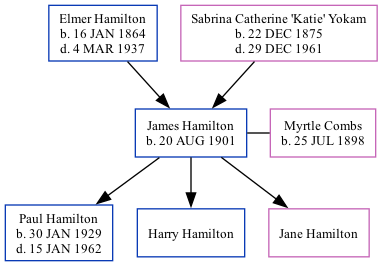 Elmer Hamilton
b. 16 JAN 1864
d. 4 MAR 1937
Sabrina Catherine 'Katie' Yokam
b. 22 DEC 1875
d. 29 DEC 1961
James Hamilton
b. 20 AUG 1901
Myrtle Combs
b. 25 JUL 1898
Paul Hamilton
b. 30 JAN 1929
d. 15 JAN 1962
Harry Hamilton
Jane Hamilton